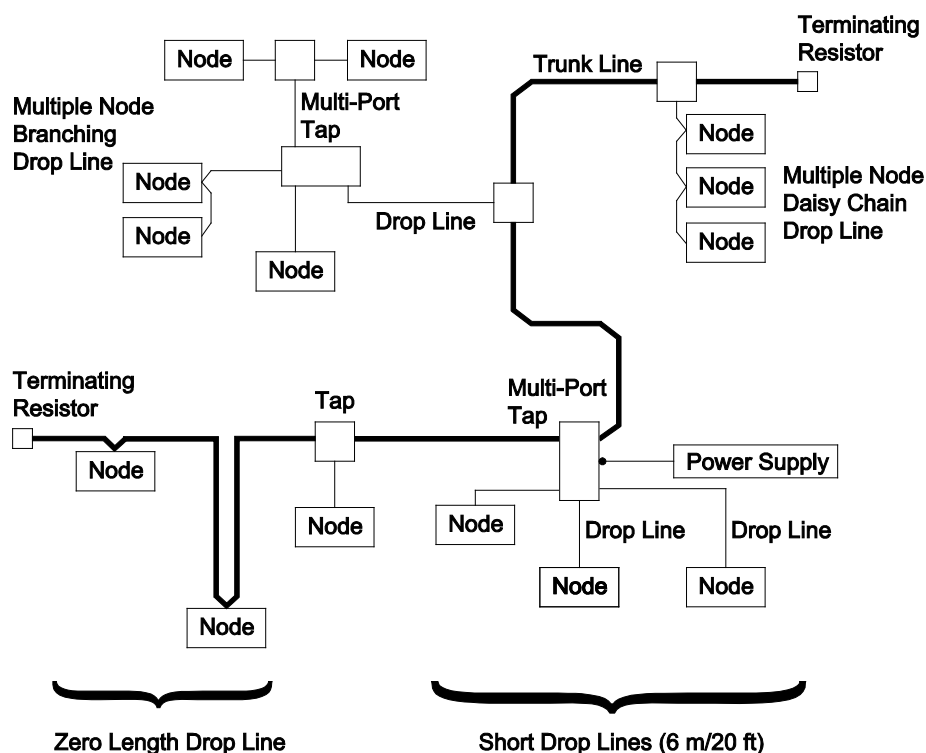 Terminating
Resistor
Node
Node
Trunk Line
Multiple Node
Branching
Drop Line
Multi-Port
Tap
Node
Node
Node
Drop Line
Node
Node
Node
Multiple Node
Daisy Chain
Drop Line
Terminating
Resistor
Tap
Multi-Port
Tap
Node
Power Supply
Node
Node
Drop Line
Drop Line
Node
Node
Node
Zero Length Drop Line
Short Drop Lines (6 m/20 ft)